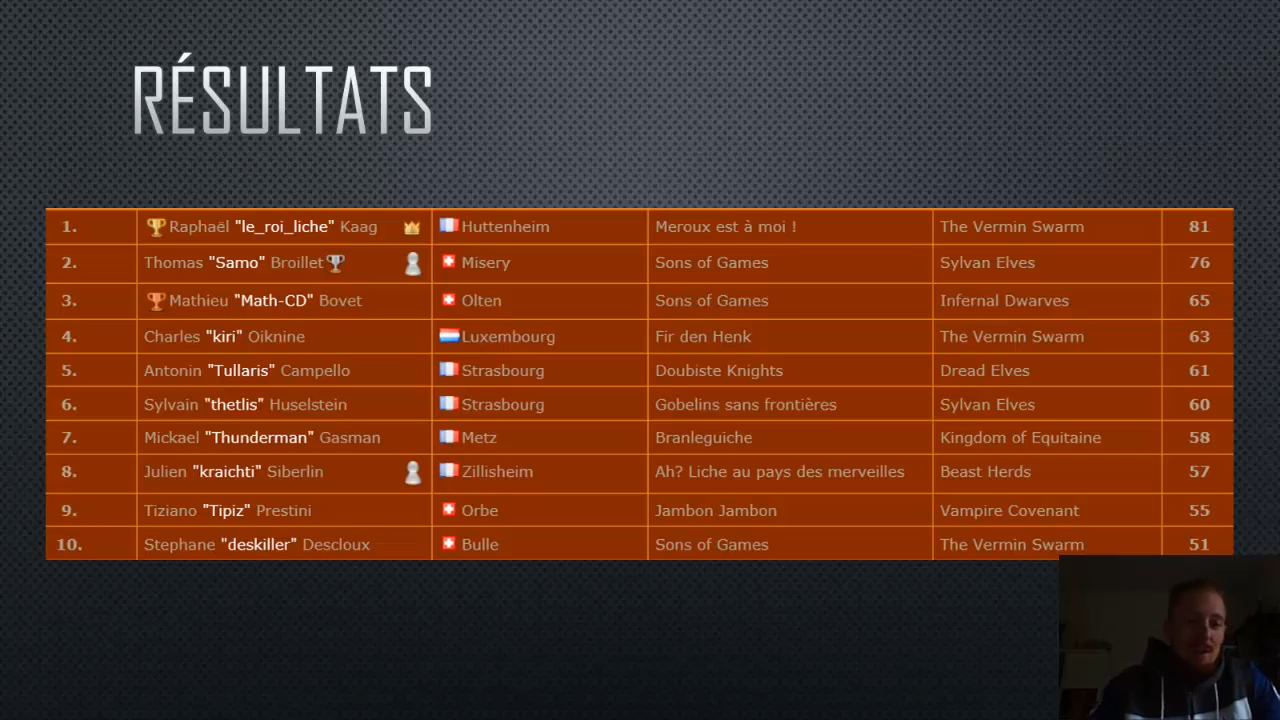 RÉSULTATS
1. Raphaël "le_roi_liche" Kaag Huttenheim Meroux est à moi ! The Vermin Swarm 81
2. Thomas "Samo" Broillet Misery Sons of Games Sylvan Elves 76
3. Mathieu "Math-CD" Bovet Olten Sons of Games Infernal Dwarves 65
4. Charles "kiri" Oiknine Luxembourg Fir den Henk The Vermin Swarm 63
5. Antonin "Tullaris" Campello Strasbourg Doubiste Knights Dread Elves 61
6. Sylvain "thetlis" Huselstein Strasbourg Gobelins sans frontières Sylvan Elves 60
7. Mickael "Thunderman" Gasman Metz Branleguiche Kingdom of Equitaine 58
8. Julien "kraichti" Siberlin Zillisheim Ah? Liche au pays des merveilles Beast Herds 57
9. Tiziano "Tipiz" Prestini Orbe Jambon Jambon Vampire Covenant 55
10. Stephane "deskiller" Descloux Bulle Sons of Games The Vermin Swarm 51